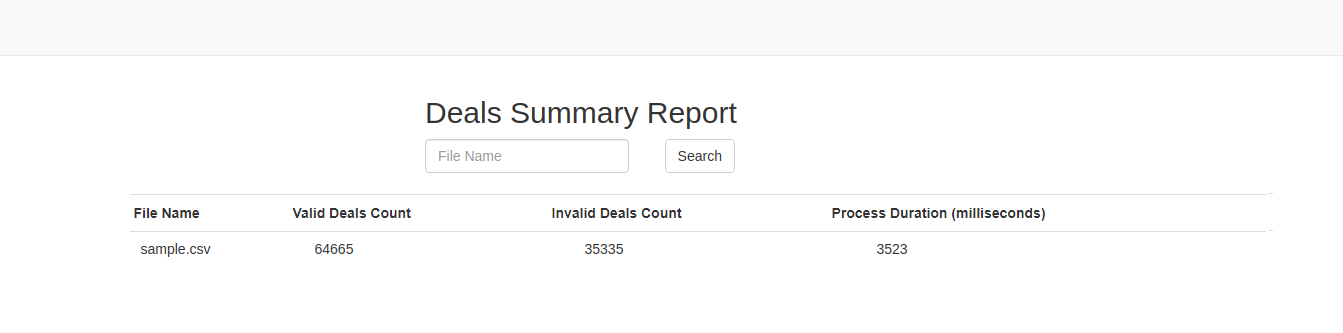 Deals Summary Report
File Name Search
File Name Valid Deals Count Invalid Deals Count Process Duration (milliseconds)
sample.csv 64665 35335 3523